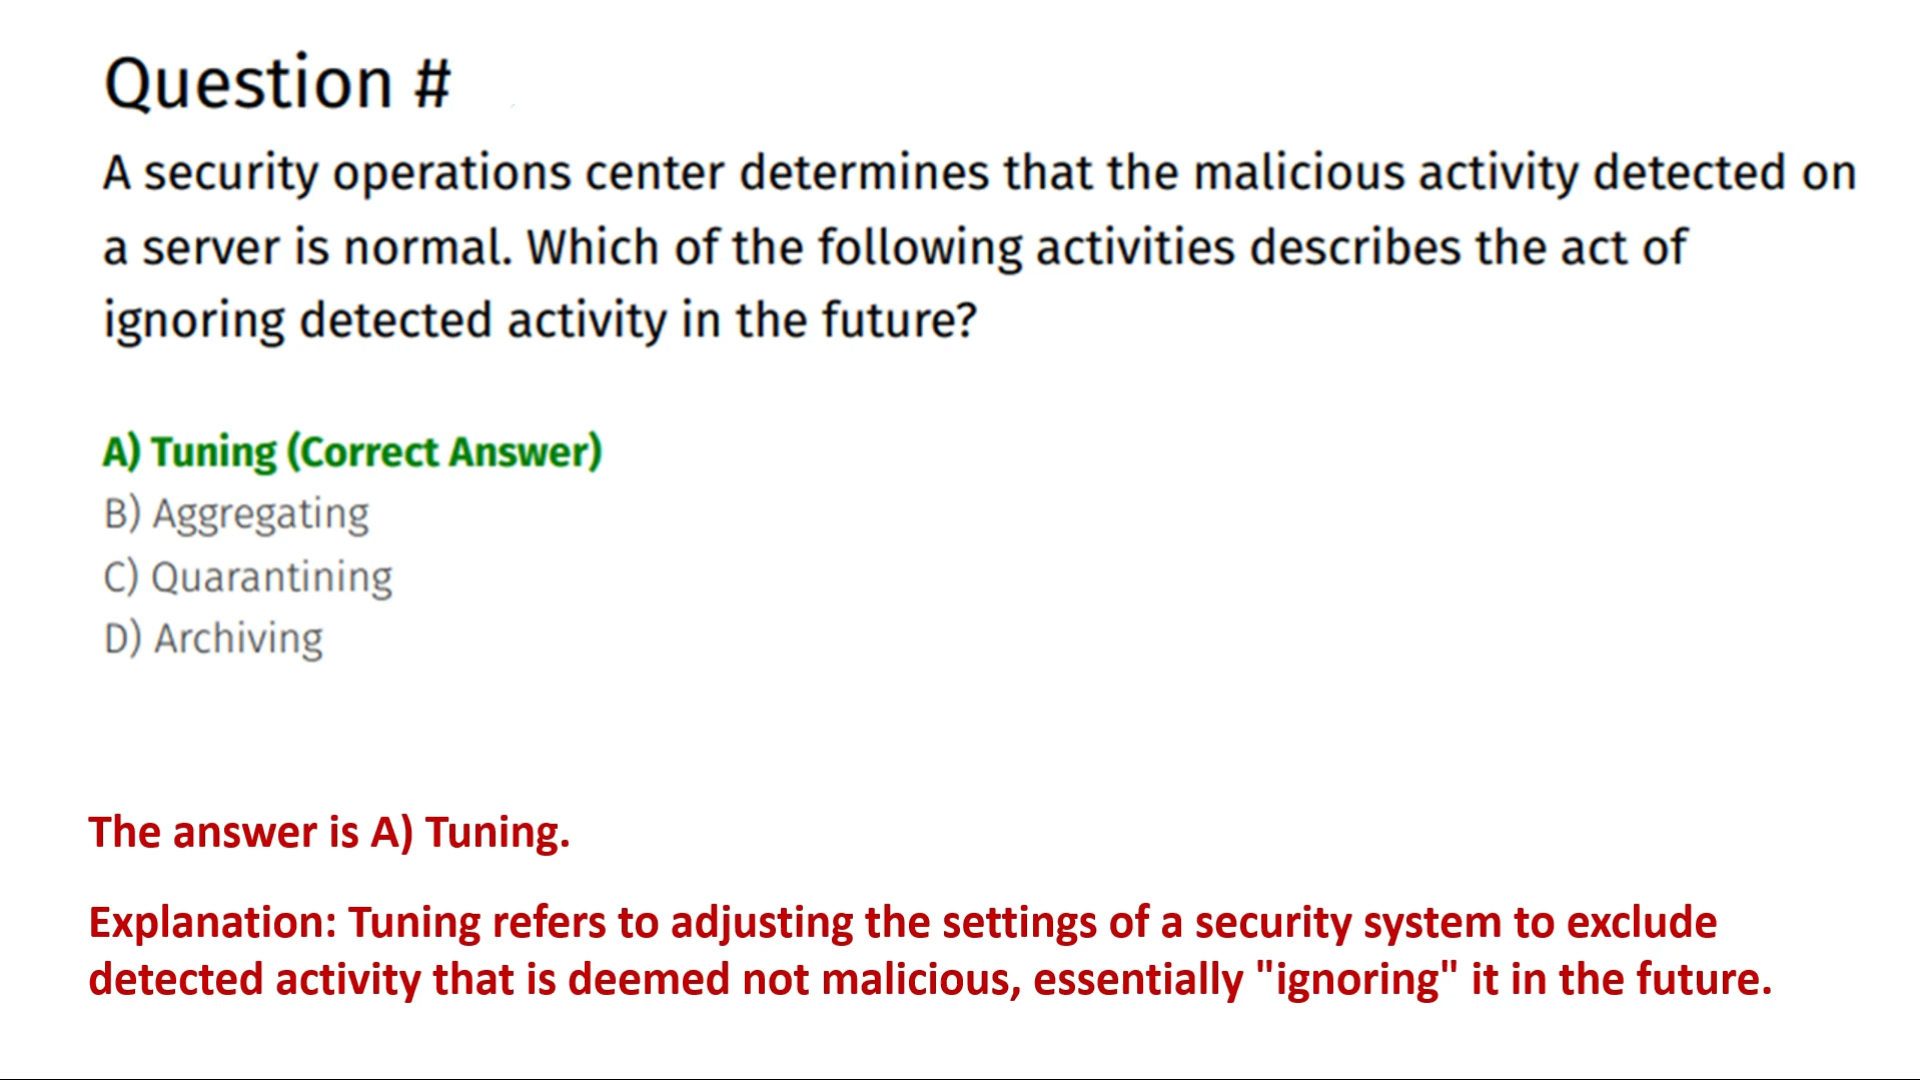 Question #
A security operations center determines that the malicious activity detected on
a server is normal. Which of the following activities describes the act of
ignoring detected activity in the future?
A) Tuning (Correct Answer)
B) Aggregating
C) Quarantining
D) Archiving
The answer is A) Tuning.
Explanation: Tuning refers to adjusting the settings of a security system to exclude
detected activity that is deemed not malicious, essentially "ignoring" it in the future.